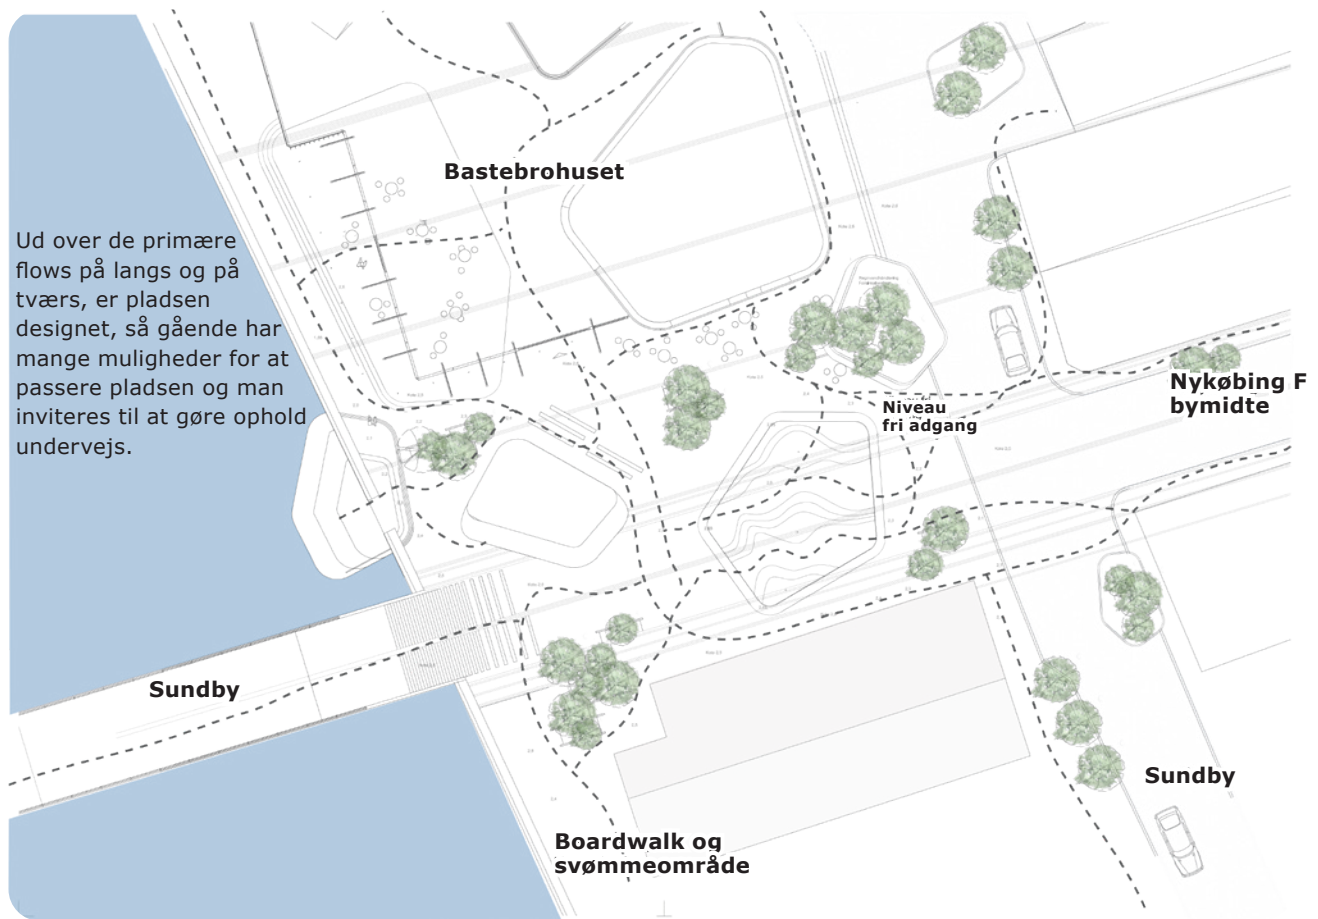 Bastebrohuset
Ud over de primære
flows på langs og på
tværs, er pladsen
designet, så gående har
mange muligheder for at
passere pladsen og man
inviteres til at gøre ophold
undervejs.
Nykøbing F
bymidte
Niveau
fri adgang
Sundby
Sundby
Boardwalk og
svømmeområde